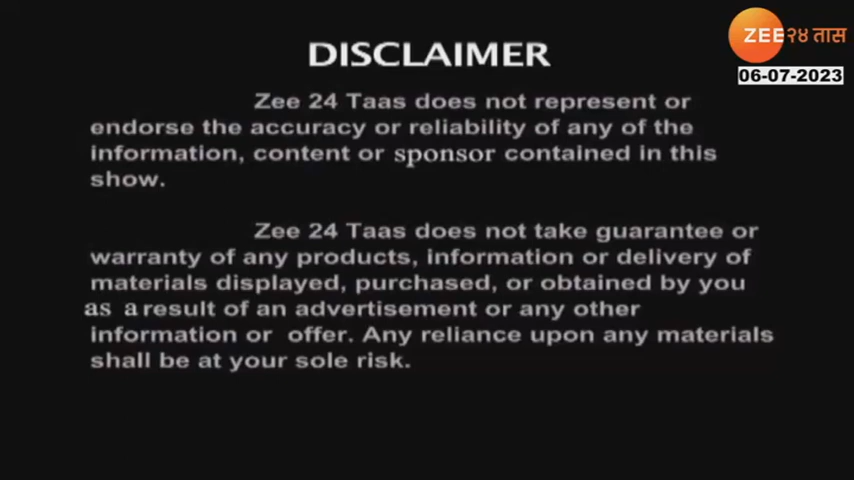 ZEE २४ तास
06-07-2023
DISCLAIMER
Zee 24 Taas does not represent or
endorse the accuracy or reliability of any of the
information, content or sponsor contained in this
show.
Zee 24 Taas does not take guarantee or
warranty of any products, information or delivery of
materials displayed, purchased, or obtained by you
as a result of an advertisement or any other
information or offer. Any reliance upon any materials
shall be at your sole risk.